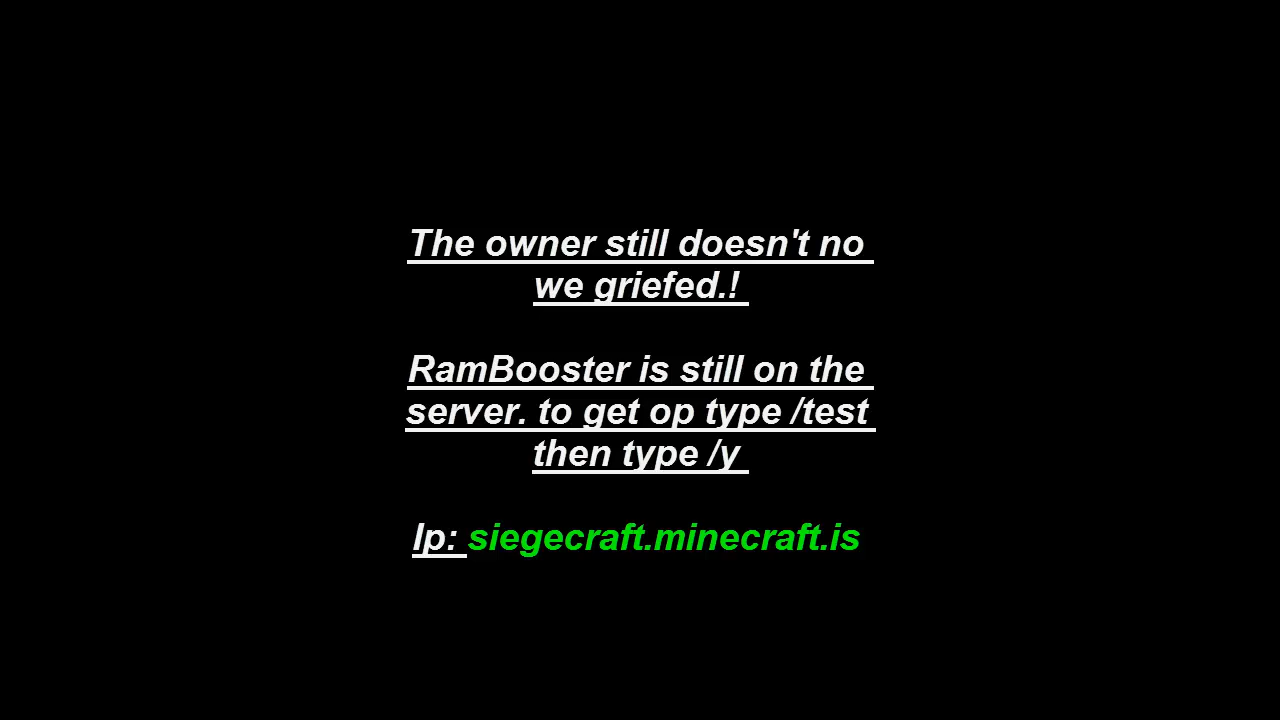 The owner still doesn't no
we griefed.!
RamBooster is still on the
server. to get op type /test
then type /y
Ip: siegecraft.minecraft.is